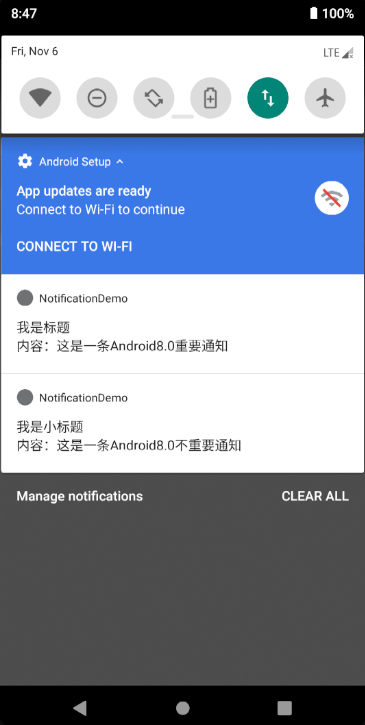 8:47
100%
Fri, Nov 6
LTE
Android Setup
App updates are ready
Connect to Wi-Fi to continue
CONNECT TO WI-FI
NotificationDemo
我是标题
内容：这是一条Android8.0重要通知
NotificationDemo
我是小标题
内容：这是一条Android8.0不重要通知
Manage notifications
CLEAR ALL